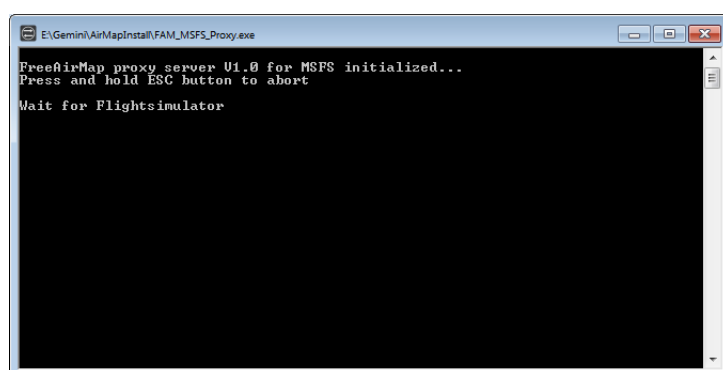 E:\Gemini\AirMapInstall\FAM_MSFS_Proxy.exe
FreeAirMap proxy server V1.0 for MSFS initialized...
Press and hold ESC button to abort
Wait for Flightsimulator